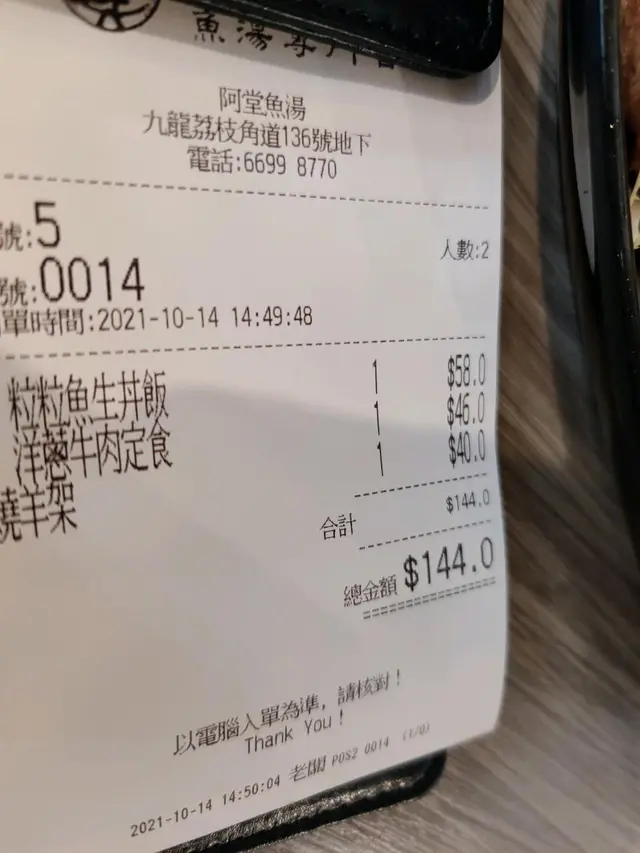 魚湯專門店
阿堂魚湯
九龍荔枝角道136號地下
電話:6699 8770
號:5 人數:2
號:0014
單時間:2021-10-14 14:49:48
粒粒魚生丼飯 1 $58.0
洋蔥牛肉定食 1 $46.0
燒羊架 1 $40.0
合計 $144.0
總金額 $144.0
以電腦入單為準, 請核對!
Thank You!
2021-10-14 14:50:04 老闆 POS2 0014 (1/0)